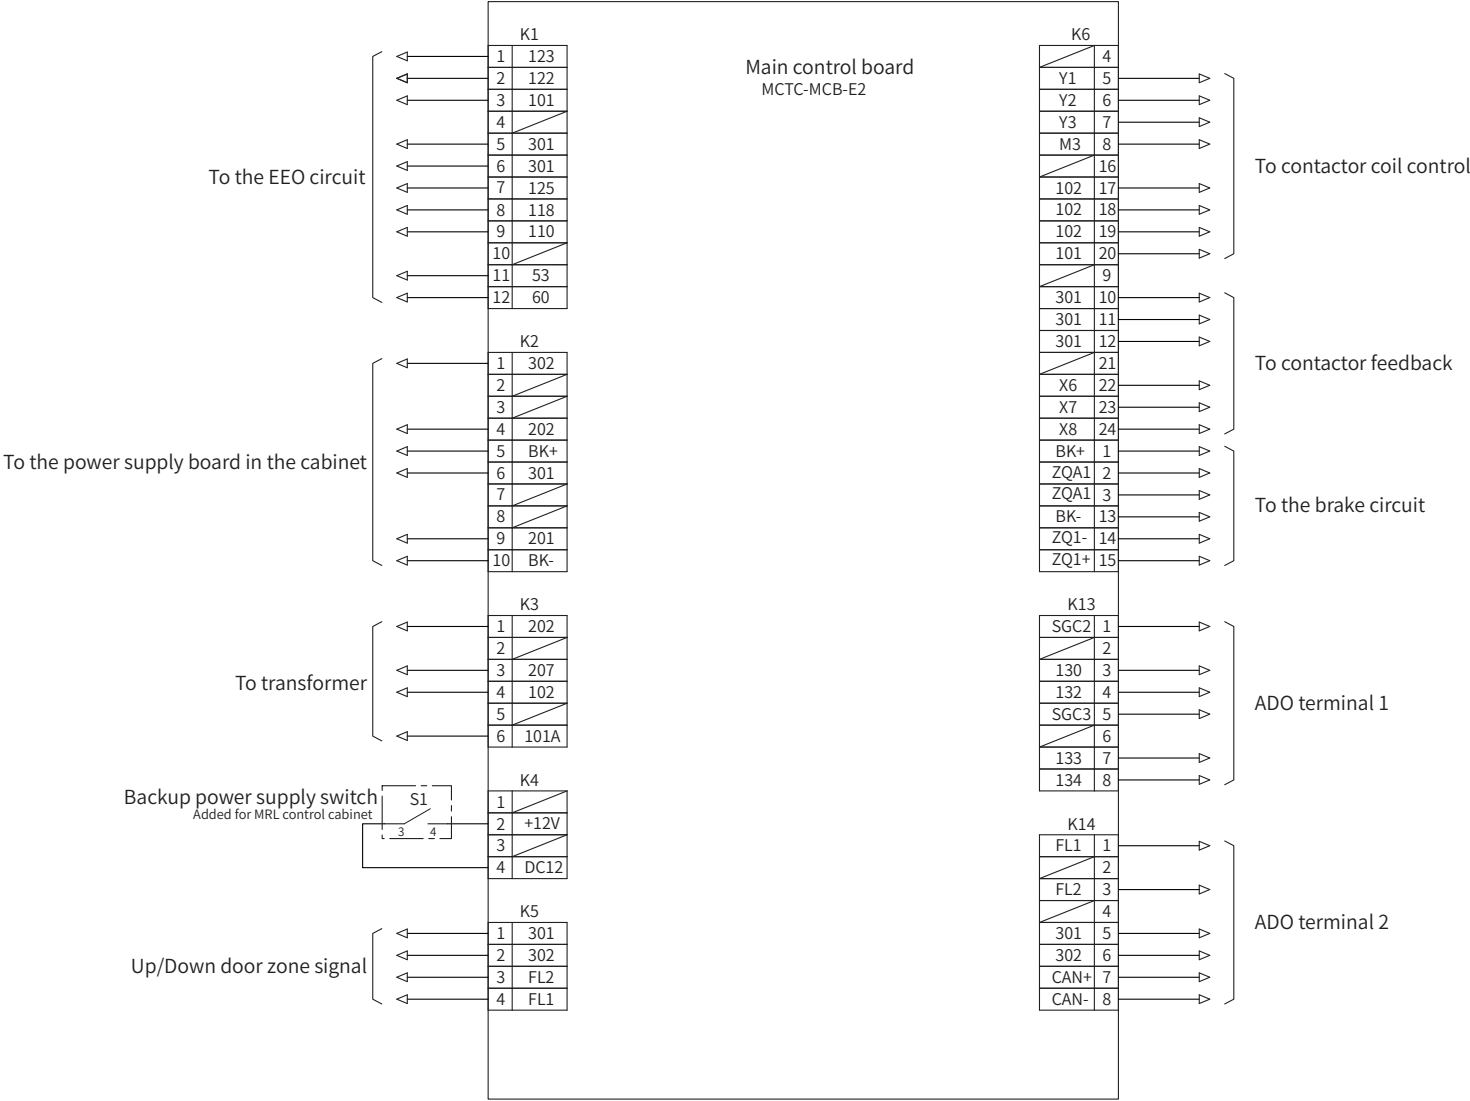 Main control board
MCTC-MCB-E2
K1
1 123
2 122
3 101
4
5 301
6 301
7 125
8 118
9 110
10
11 53
12 60
To the EEO circuit
K2
1 302
2
3
4 202
5 BK+
6 301
7
8
9 201
10 BK-
To the power supply board in the cabinet
K3
1 202
2
3 207
4 102
5
6 101A
To transformer
K4
1
2 +12V
3
4 DC12
Backup power supply switch
Added for MRL control cabinet
S1
3 4
K5
1 301
2 302
3 FL2
4 FL1
Up/Down door zone signal
K6
4
Y1 5
Y2 6
Y3 7
M3 8
16
102 17
102 18
102 19
101 20
To contactor coil control
9
301 10
301 11
301 12
21
X6 22
X7 23
X8 24
To contactor feedback
BK+ 1
ZQA1 2
ZQA1 3
BK- 13
ZQ1- 14
ZQ1+ 15
To the brake circuit
K13
SGC2 1
2
130 3
132 4
SGC3 5
6
133 7
134 8
ADO terminal 1
K14
FL1 1
2
FL2 3
4
301 5
302 6
CAN+ 7
CAN- 8
ADO terminal 2